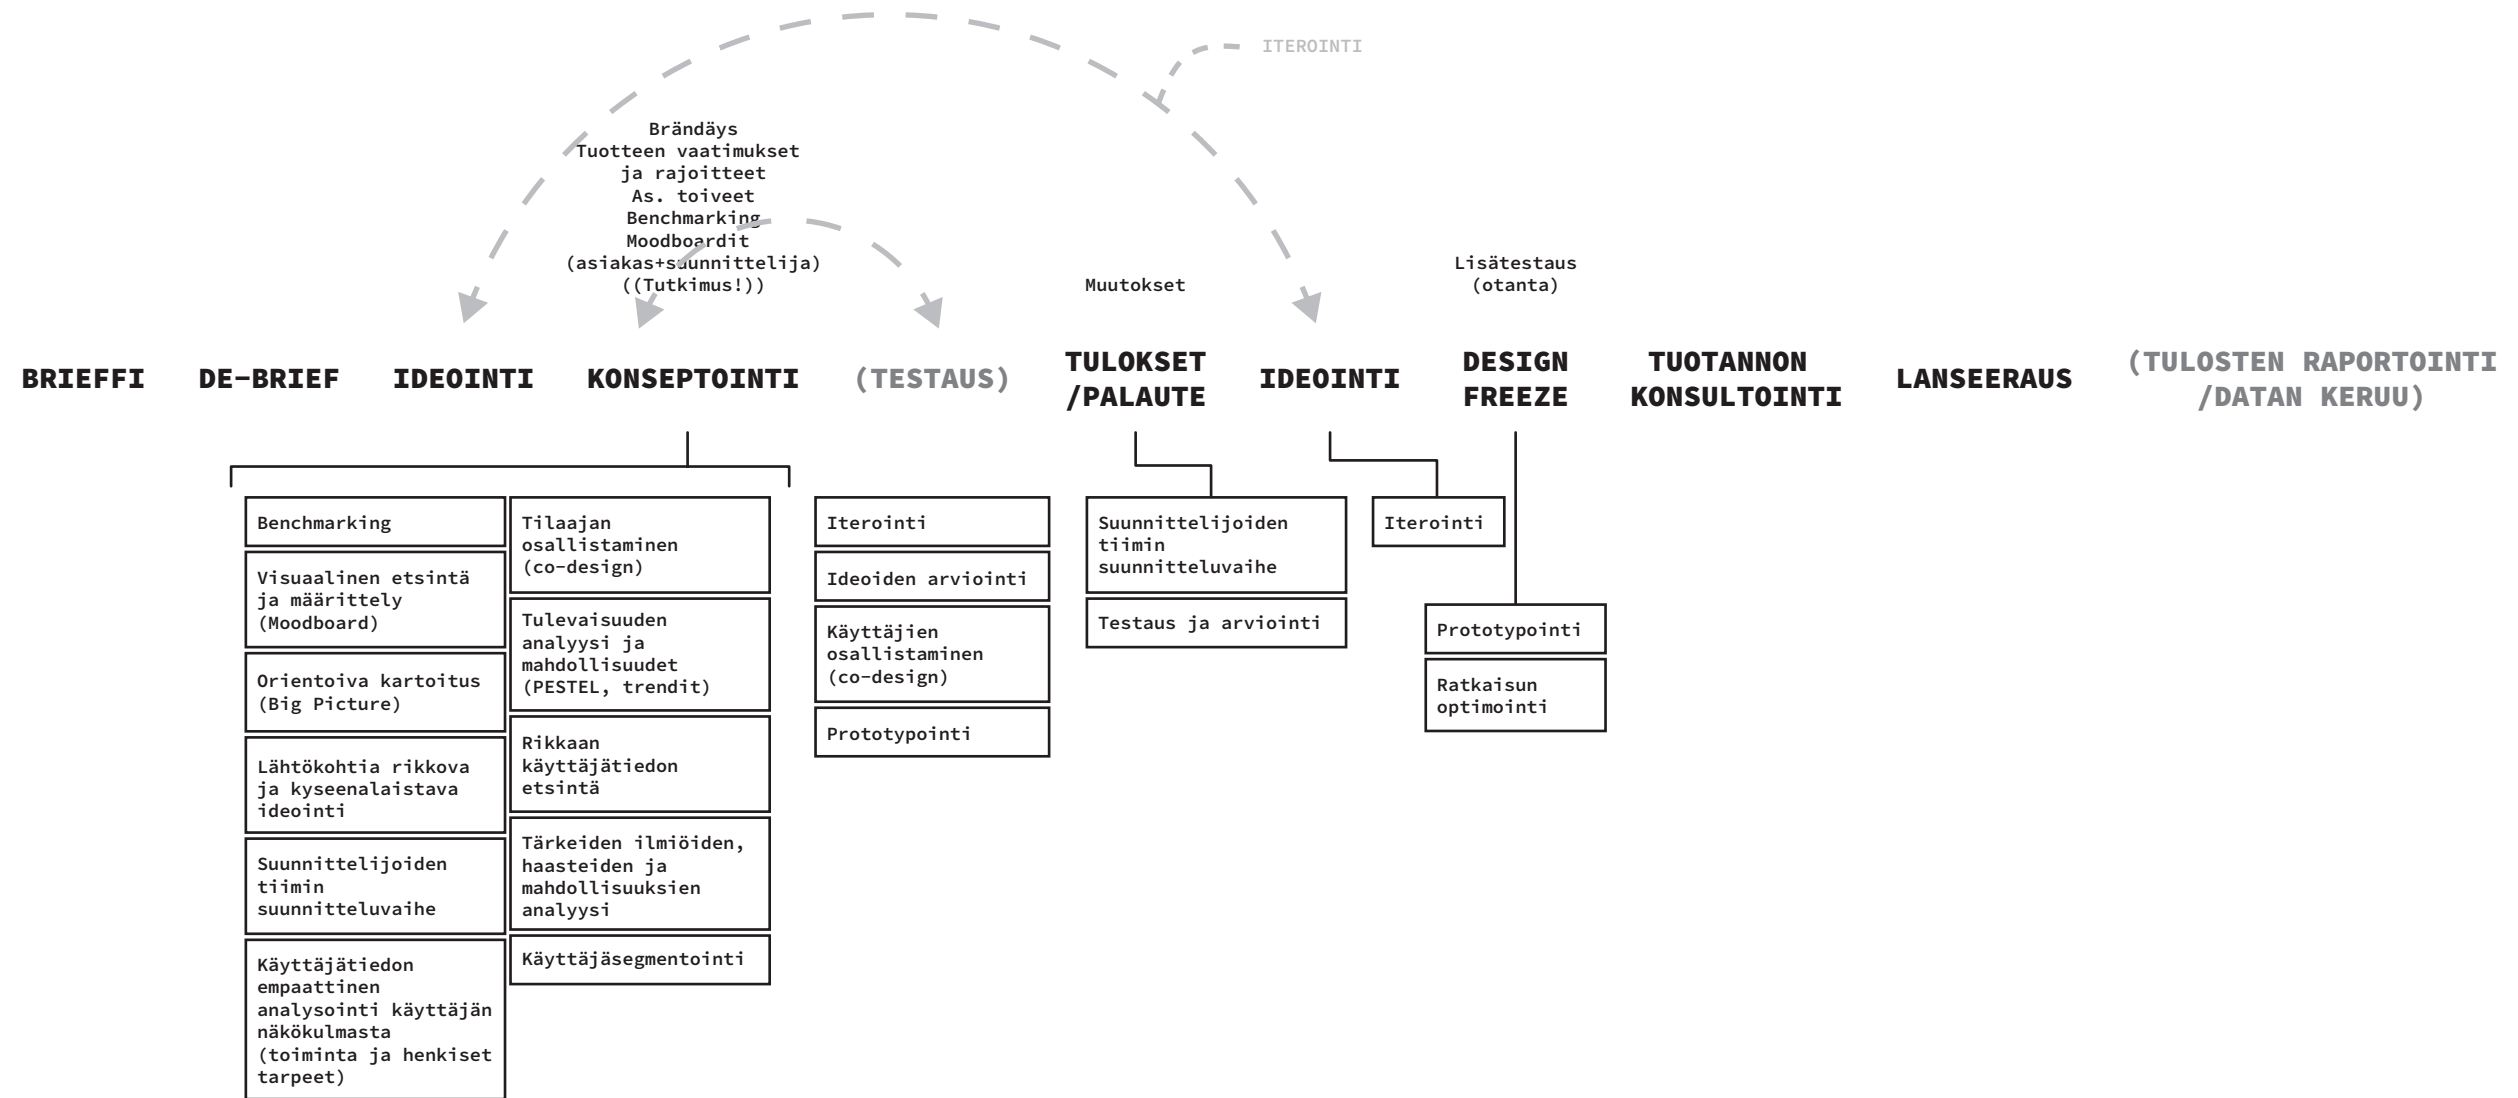 ITEROINTI
Brändäys
Tuotteen vaatimukset
ja rajoitteet
As. toiveet
Benchmarking
Moodboardit
(asiakas+suunnittelija)
((Tutkimus!))
Muutokset
Lisätestaus
(otanta)
BRIEFFI
DE-BRIEF
IDEOINTI
KONSEPTOINTI
(TESTAUS)
TULOKSET
/PALAUTE
IDEOINTI
DESIGN
FREEZE
TUOTANNON
KONSULTOINTI
LANSEERAUS
(TULOSTEN RAPORTOINTI
/DATAN KERUU)
Benchmarking
Visuaalinen etsintä
ja määrittely
(Moodboard)
Orientoiva kartoitus
(Big Picture)
Lähtökohtia rikkova
ja kyseenalaistava
ideointi
Suunnittelijoiden
tiimin
suunnitteluvaihe
Käyttäjätiedon
empaattinen
analysointi käyttäjän
näkökulmasta
(toiminta ja henkiset
tarpeet)
Tilaajan
osallistaminen
(co-design)
Tulevaisuuden
analyysi ja
mahdollisuudet
(PESTEL, trendit)
Rikkaan
käyttäjätiedon
etsintä
Tärkeiden ilmiöiden,
haasteiden ja
mahdollisuuksien
analyysi
Käyttäjäsegmentointi
Iterointi
Ideoiden arviointi
Käyttäjien
osallistaminen
(co-design)
Prototypointi
Suunnittelijoiden
tiimin
suunnitteluvaihe
Testaus ja arviointi
Iterointi
Prototypointi
Ratkaisun
optimointi